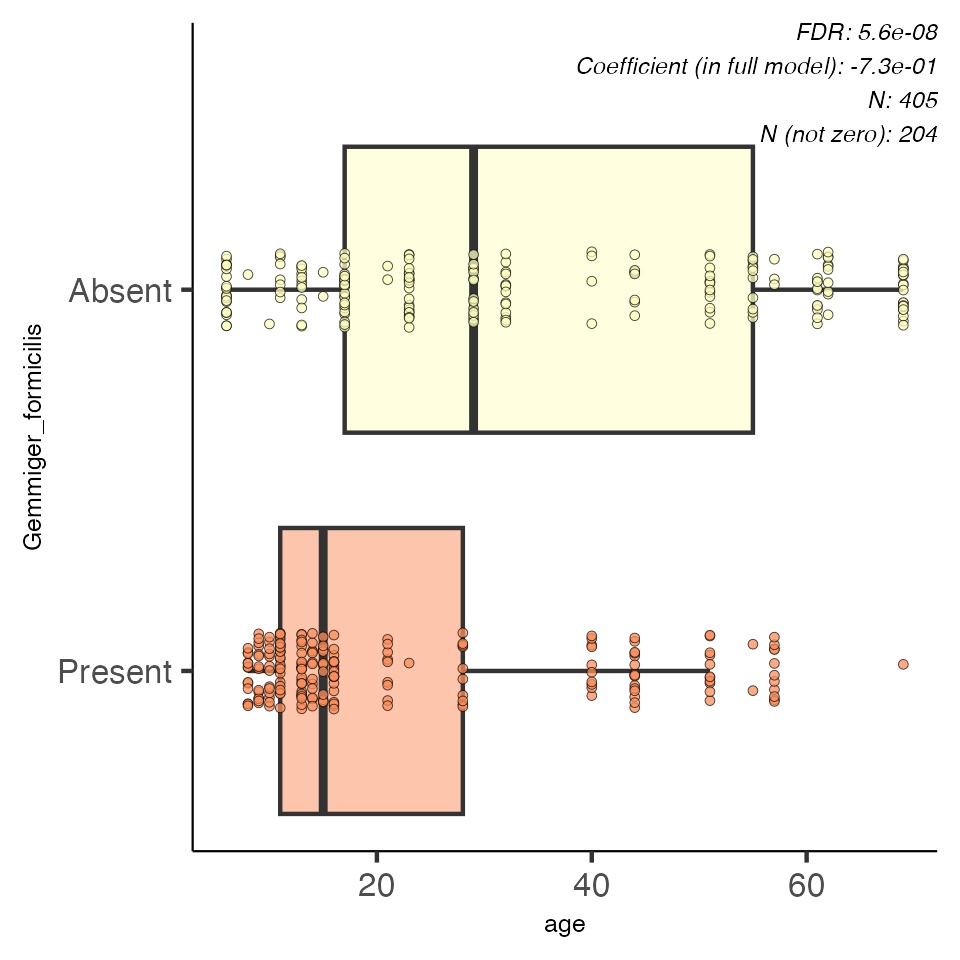 FDR: 5.6e-08
Coefficient (in full model): -7.3e-01
N: 405
N (not zero): 204
Gemmiger_formicilis
Absent
Present
20 40 60
age